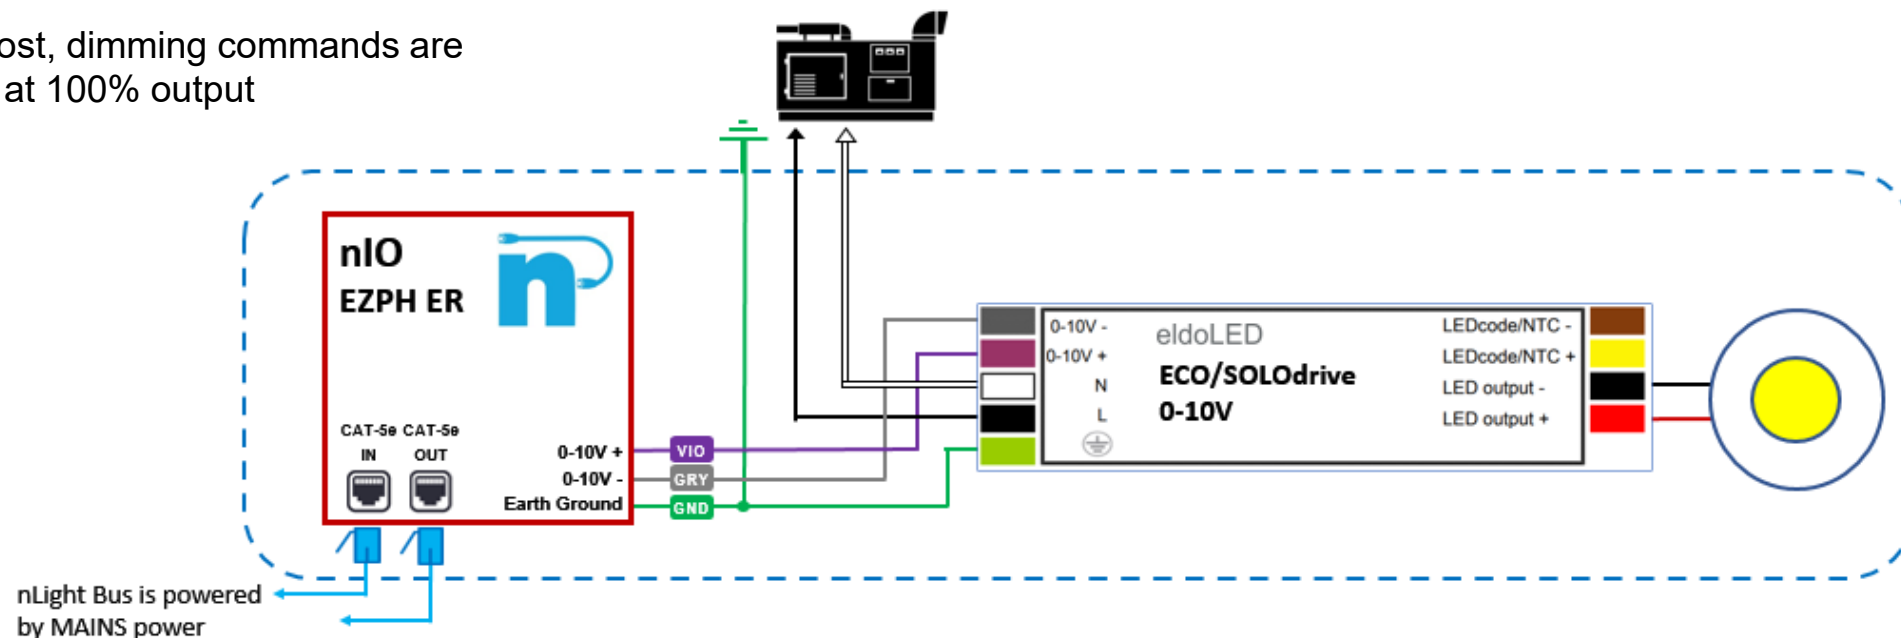 ost, dimming commands are
at 100% output
nIO
EZPH ER
n
CAT-5e CAT-5e
IN OUT
0-10V +
0-10V -
Earth Ground
VIO
GRY
GND
0-10V -
0-10V +
N
L
eldoLED
ECO/SOLOdrive
0-10V
LEDcode/NTC -
LEDcode/NTC +
LED output -
LED output +
nLight Bus is powered
by MAINS power